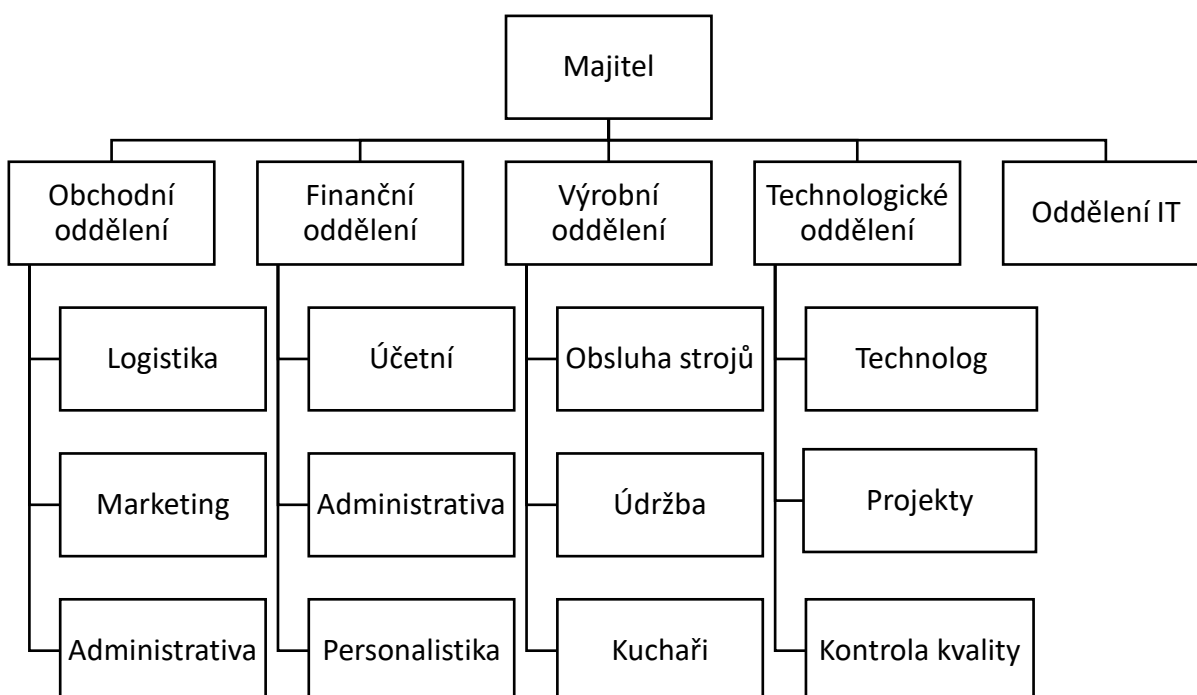 Majitel
Obchodní
oddělení
Finanční
oddělení
Výrobní
oddělení
Technologické
oddělení
Oddělení IT
Logistika
Účetní
Obsluha strojů
Technolog
Marketing
Administrativa
Údržba
Projekty
Administrativa
Personalistika
Kuchaři
Kontrola kvality